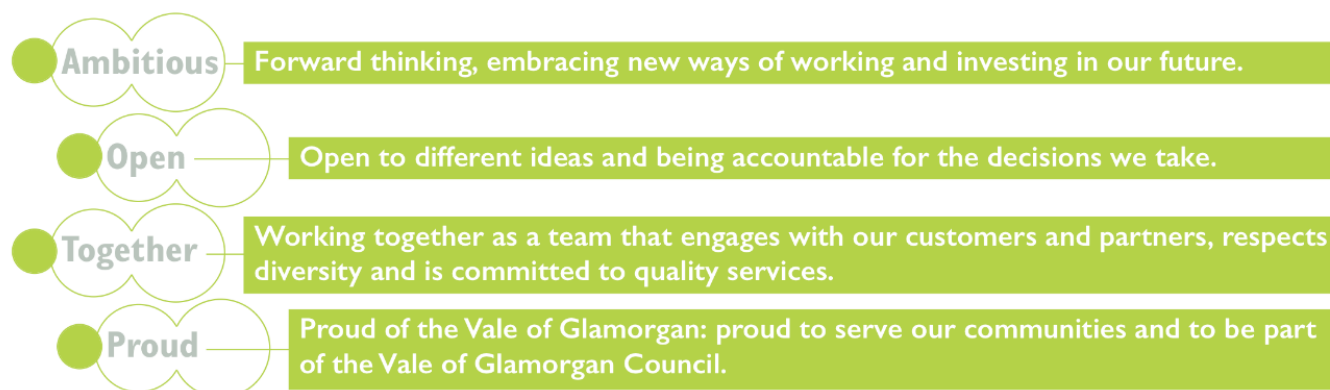 Ambitious
Forward thinking, embracing new ways of working and investing in our future.
Open
Open to different ideas and being accountable for the decisions we take.
Together
Working together as a team that engages with our customers and partners, respects
diversity and is committed to quality services.
Proud
Proud of the Vale of Glamorgan: proud to serve our communities and to be part
of the Vale of Glamorgan Council.